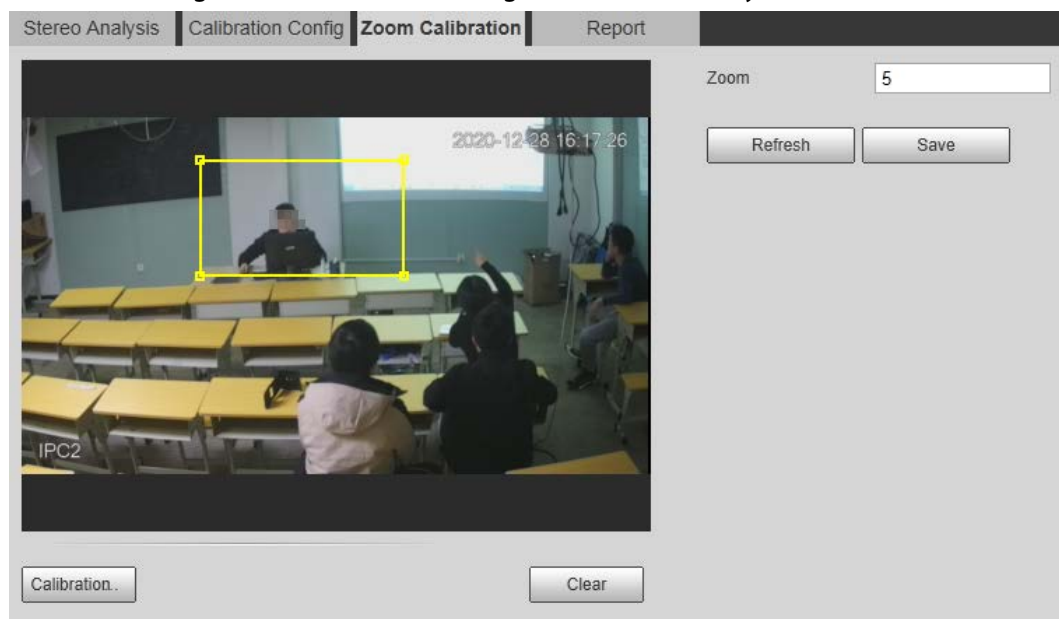 Stereo Analysis Calibration Config Zoom Calibration Report
Zoom 5
2020-12-28 16:17:26
Refresh Save
IPC2
Calibration..
Clear